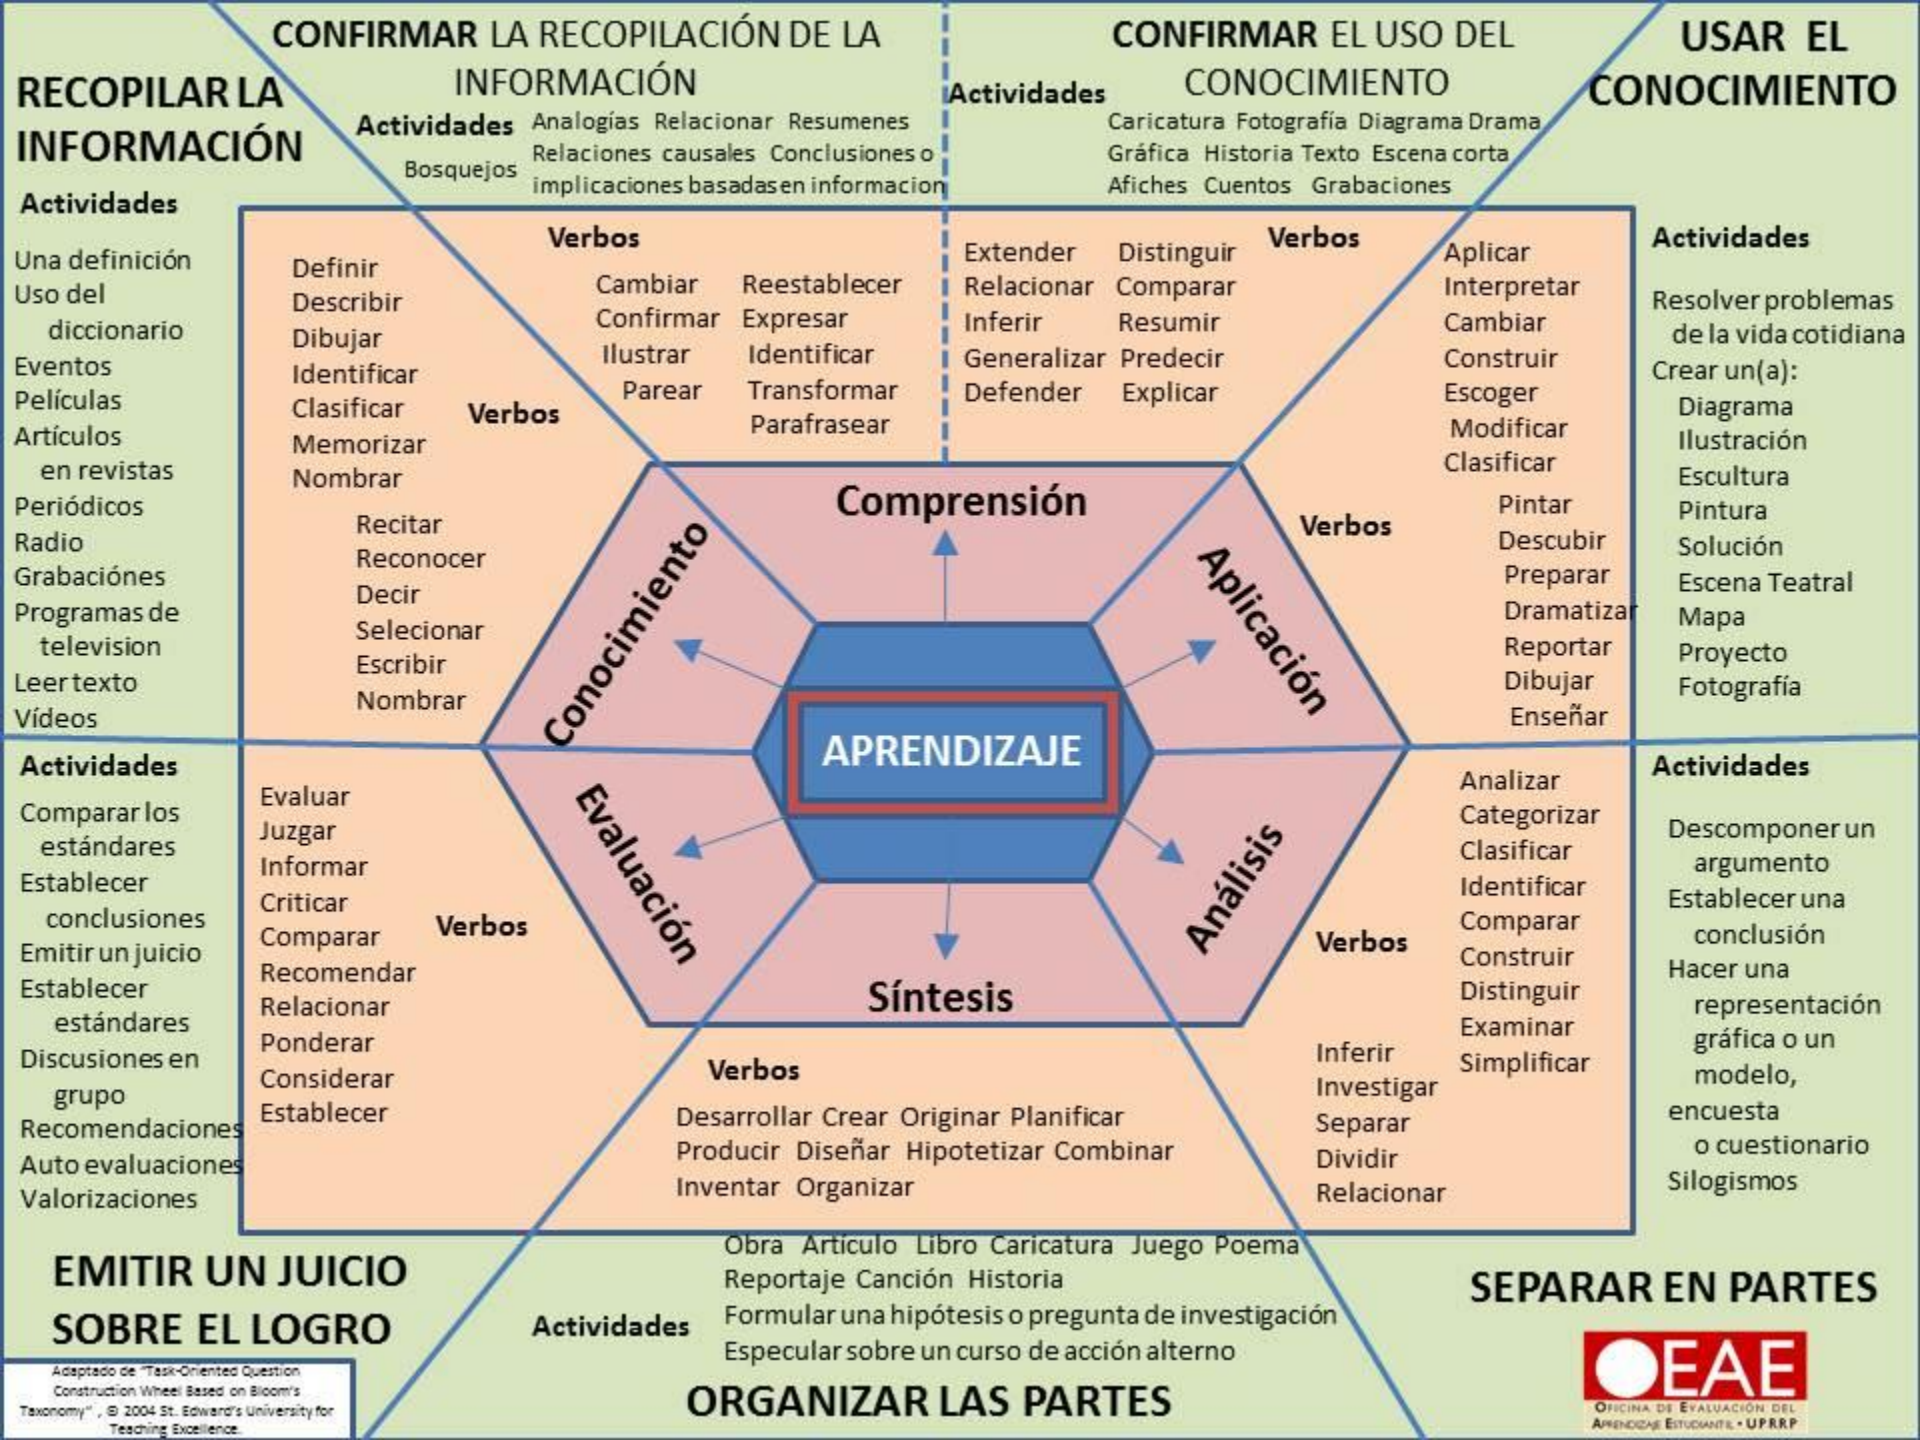 CONFIRMAR LA RECOPILACIÓN DE LA
INFORMACIÓN
Actividades
Bosquejos
Analogías Relacionar Resumenes
Relaciones causales Conclusiones o
implicaciones basadas en informacion
CONFIRMAR EL USO DEL
CONOCIMIENTO
Actividades
Caricatura Fotografía Diagrama Drama
Gráfica Historia Texto Escena corta
Afiches Cuentos Grabaciones
USAR EL
CONOCIMIENTO
RECOPILAR LA
INFORMACIÓN
Actividades
Una definición
Uso del
diccionario
Eventos
Películas
Artículos
en revistas
Periódicos
Radio
Grabaciónes
Programas de
television
Leer texto
Vídeos
Definir
Describir
Dibujar
Identificar
Clasificar
Memorizar
Nombrar
Verbos
Recitar
Reconocer
Decir
Selecionar
Escribir
Nombrar
Verbos
Cambiar
Confirmar
Ilustrar
Parear
Reestablecer
Expresar
Identificar
Transformar
Parafrasear
Extender
Relacionar
Inferir
Generalizar
Defender
Distinguir
Comparar
Resumir
Predecir
Explicar
Verbos
Aplicar
Interpretar
Cambiar
Construir
Escoger
Modificar
Clasificar
Verbos
Pintar
Descubir
Preparar
Dramatizar
Reportar
Dibujar
Enseñar
Actividades
Resolver problemas
de la vida cotidiana
Crear un(a):
Diagrama
Ilustración
Escultura
Pintura
Solución
Escena Teatral
Mapa
Proyecto
Fotografía
Comprensión
Conocimiento
Aplicación
APRENDIZAJE
Evaluación
Análisis
Síntesis
Actividades
Comparar los
estándares
Establecer
conclusiones
Emitir un juicio
Establecer
estándares
Discusiones en
grupo
Recomendaciones
Auto evaluaciones
Valorizaciones
Evaluar
Juzgar
Informar
Criticar
Comparar
Recomendar
Relacionar
Ponderar
Considerar
Establecer
Verbos
Verbos
Desarrollar Crear Originar Planificar
Producir Diseñar Hipotetizar Combinar
Inventar Organizar
Verbos
Analizar
Categorizar
Clasificar
Identificar
Comparar
Construir
Distinguir
Examinar
Simplificar
Inferir
Investigar
Separar
Dividir
Relacionar
Actividades
Descomponer un
argumento
Establecer una
conclusión
Hacer una
representación
gráfica o un
modelo,
encuesta
o cuestionario
Silogismos
EMITIR UN JUICIO
SOBRE EL LOGRO
Actividades
Obra Artículo Libro Caricatura Juego Poema
Reportaje Canción Historia
Formular una hipótesis o pregunta de investigación
Especular sobre un curso de acción alterno
ORGANIZAR LAS PARTES
SEPARAR EN PARTES
Adaptado de "Task-Oriented Question
Construction Wheel Based on Bloom's
Taxonomy" , © 2004 St. Edward's University for
Teaching Excellence.
OEAE
OFICINA DE EVALUACIÓN DEL
APRENDIZAJE ESTUDIANTIL • UPRRP